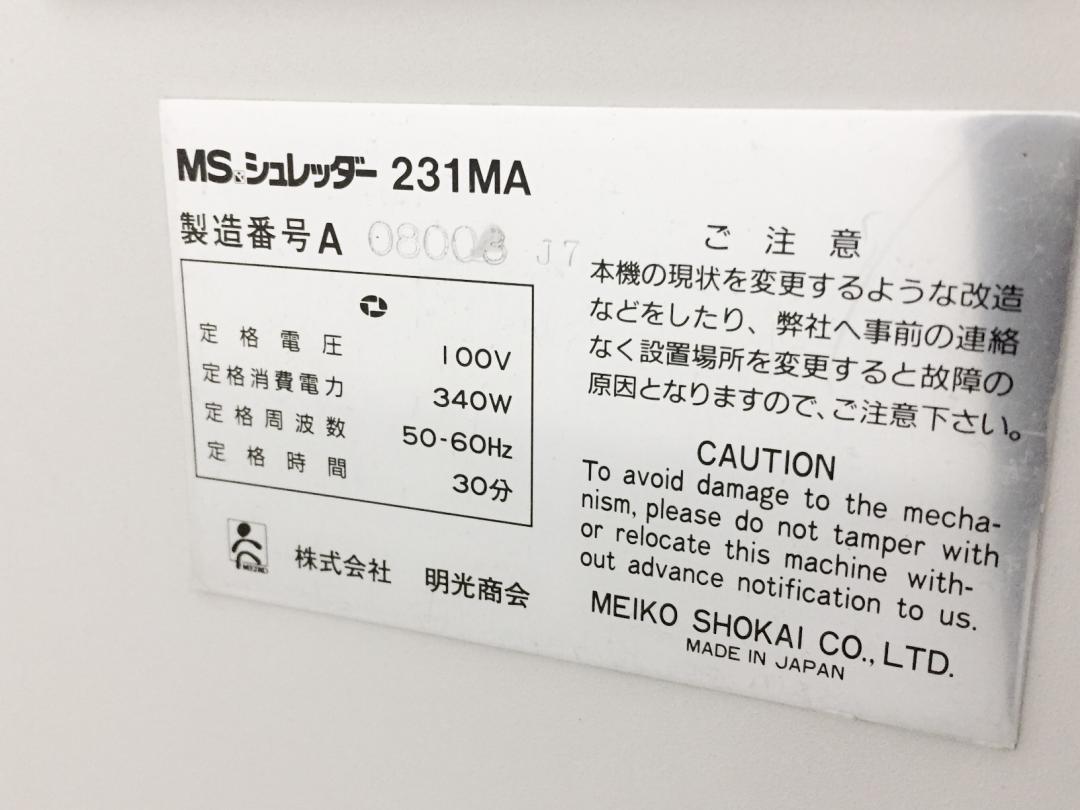 MSシュレッダー 231MA
製造番号A 08003 J7
定格電圧 100V
定格消費電力 340W
定格周波数 50-60Hz
定格時間 30分
株式会社 明光商会
ご注意
本機の現状を変更するような改造
などをしたり、弊社へ事前の連絡
なく設置場所を変更すると故障の
原因となりますので、ご注意下さい。
CAUTION
To avoid damage to the mecha-
nism, please do not tamper with
or relocate this machine with-
out advance notification to us.
MEIKO SHOKAI CO., LTD.
MADE IN JAPAN